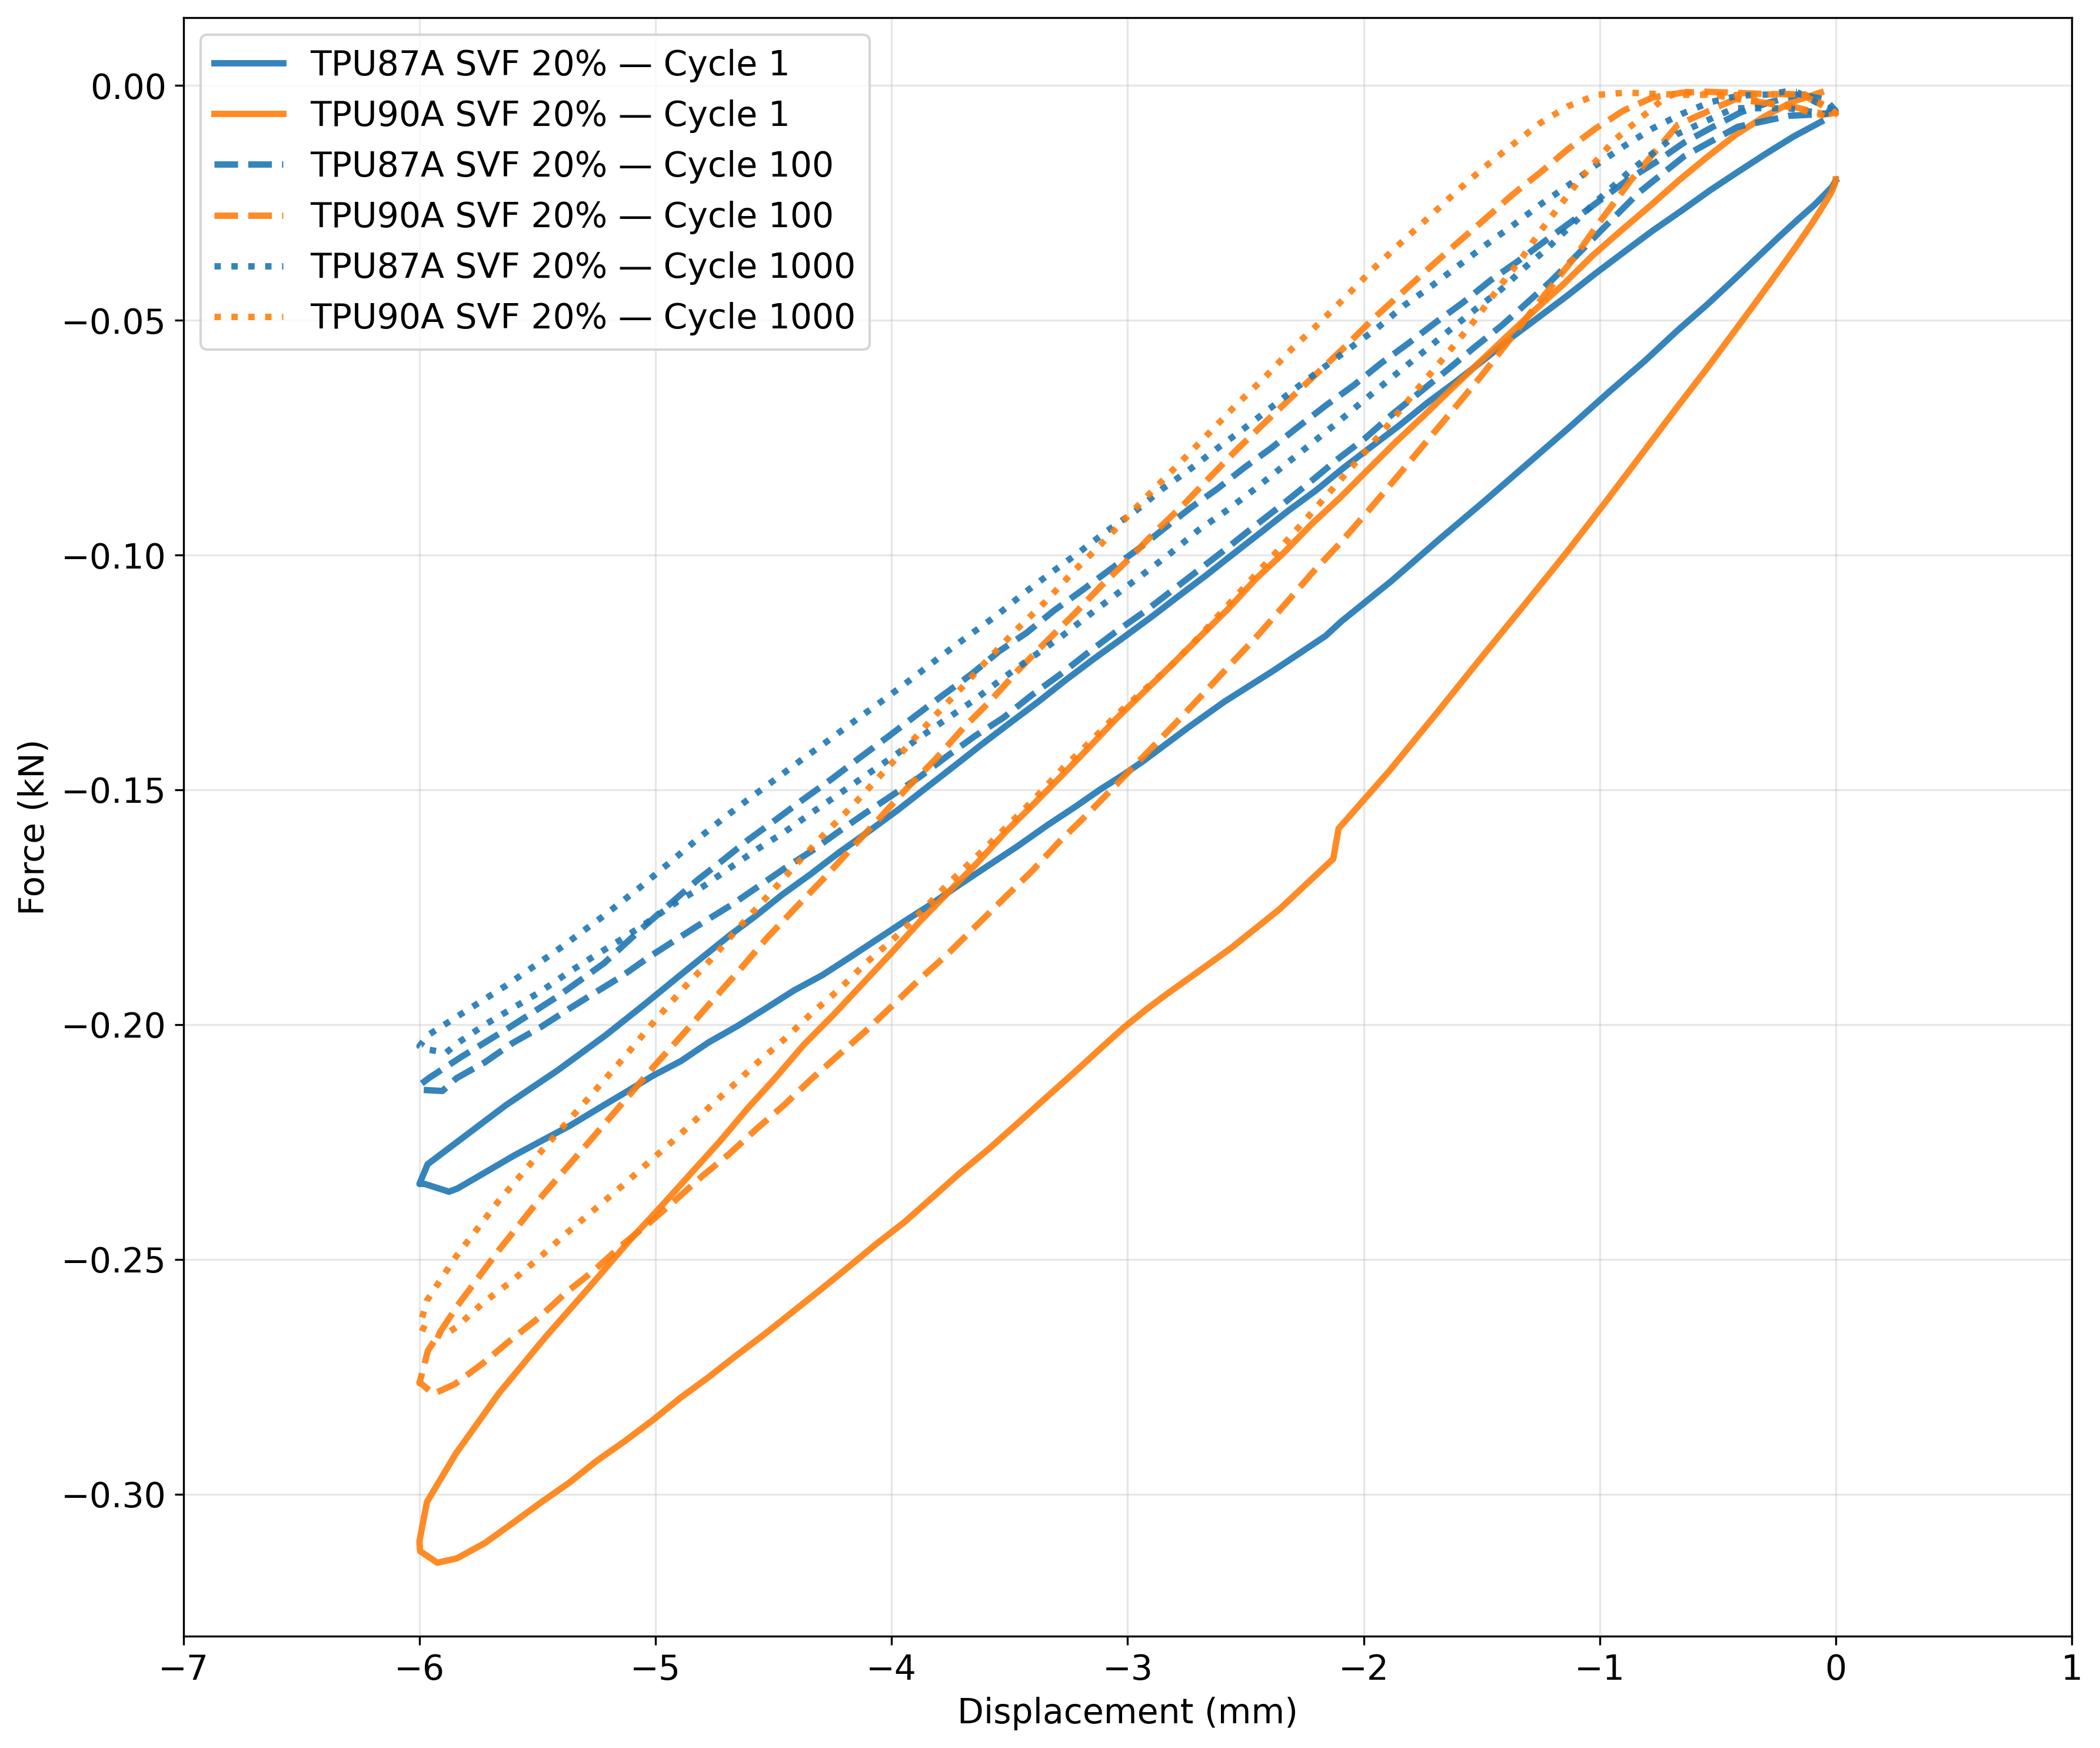 TPU87A SVF 20% — Cycle 1
TPU90A SVF 20% — Cycle 1
TPU87A SVF 20% — Cycle 100
TPU90A SVF 20% — Cycle 100
TPU87A SVF 20% — Cycle 1000
TPU90A SVF 20% — Cycle 1000
0.00
−0.05
−0.10
−0.15
−0.20
−0.25
−0.30
Force (kN)
−7 −6 −5 −4 −3 −2 −1 0 1
Displacement (mm)